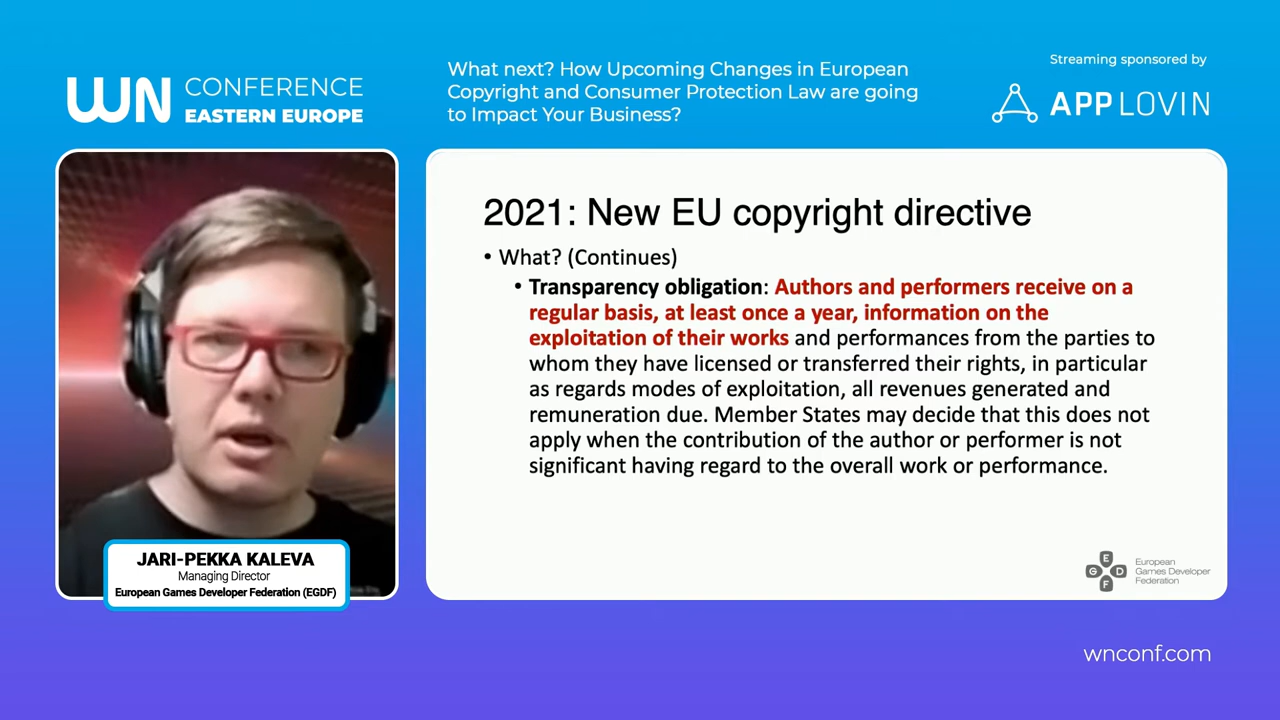 WN CONFERENCE
EASTERN EUROPE
What next? How Upcoming Changes in European
Copyright and Consumer Protection Law are going
to Impact Your Business?
Streaming sponsored by
APPLOVIN
2021: New EU copyright directive
• What? (Continues)
• Transparency obligation: Authors and performers receive on a
regular basis, at least once a year, information on the
exploitation of their works and performances from the parties to
whom they have licensed or transferred their rights, in particular
as regards modes of exploitation, all revenues generated and
remuneration due. Member States may decide that this does not
apply when the contribution of the author or performer is not
significant having regard to the overall work or performance.
JARI-PEKKA KALEVA
Managing Director
European Games Developer Federation (EGDF)
E
G D
F
European
Games Developer
Federation
wnconf.com